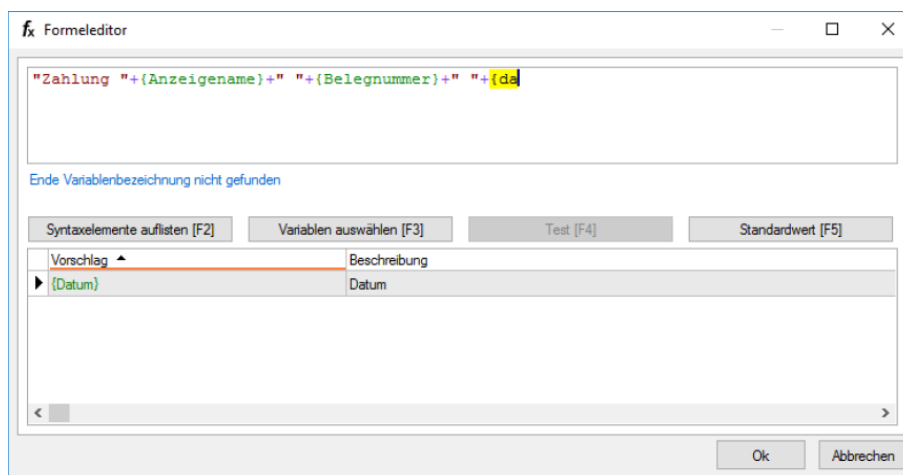 fx Formeleditor
"Zahlung "+{Anzeigename}+" "+{Belegnummer}+" "+{da
Ende Variablenbezeichnung nicht gefunden
Syntaxelemente auflisten [F2] Variablen auswählen [F3] Test [F4] Standardwert [F5]
Vorschlag Beschreibung
{Datum} Datum
Ok Abbrechen